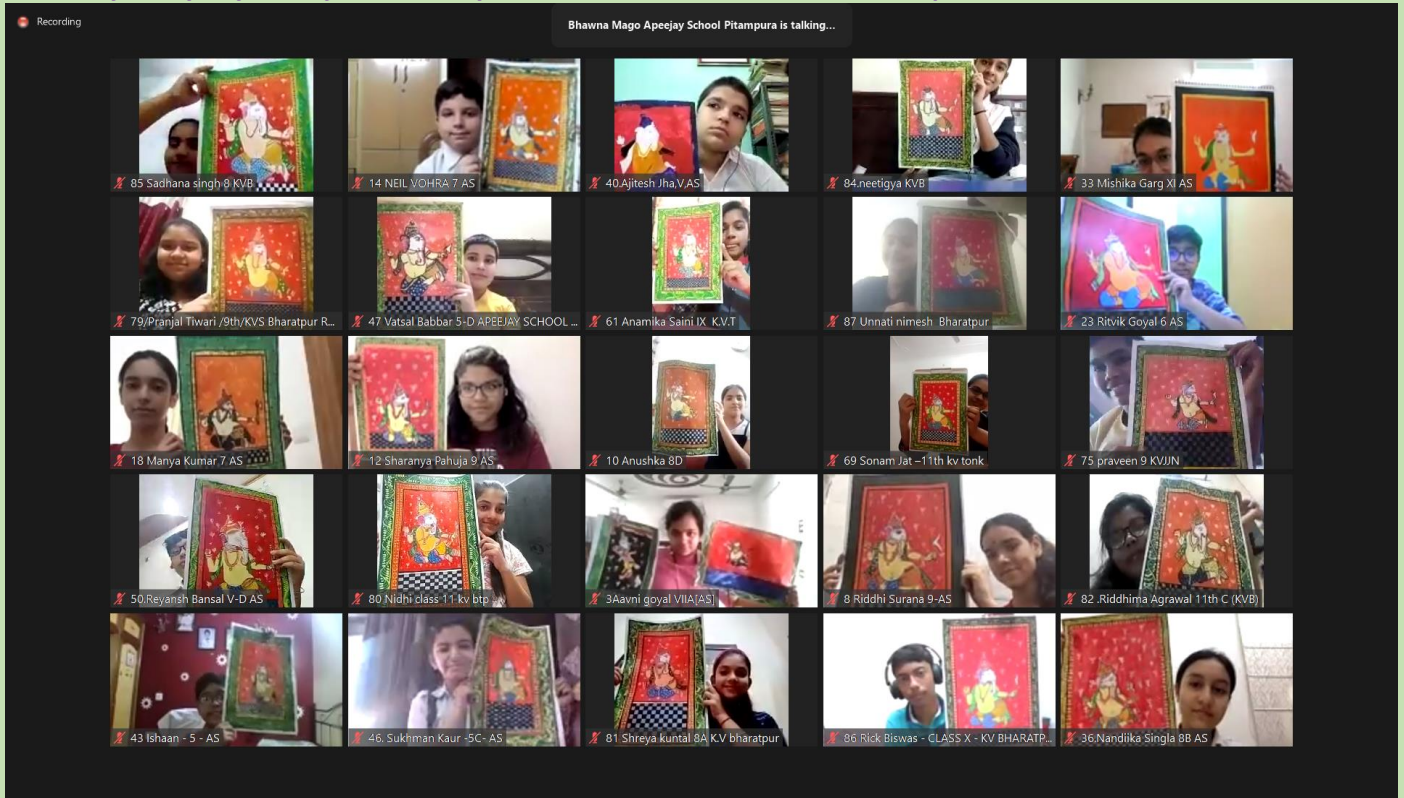 Recording
Bhawna Mago Apeejay School Pitampura is talking...
85 Sadhana singh 8 KVB
14 NEIL VOHRA 7 AS
40.Ajitesh Jha,V,AS
84.neetigya KVB
33 Mishika Garg XI AS
79/Pranjal Tiwari /9th/KVS Bharatpur R...
47 Vatsal Babbar 5-D APEEJAY SCHOOL ...
61 Anamika Saini IX K.V.T
87 Unnati nimesh Bharatpur
23 Ritvik Goyal 6 AS
18 Manya Kumar 7 AS
12 Sharanya Pahuja 9 AS
10 Anushka 8D
69 Sonam Jat –11th kv tonk
75 praveen 9 KVJJN
50.Reyansh Bansal V-D AS
80.Nidhi class 11 kv btp
3Aavni goyal VIIA[AS]
8 Riddhi Surana 9-AS
82 .Riddhima Agrawal 11th C (KVB)
43 Ishaan - 5 - AS
46. Sukhman Kaur -5C- AS
81 Shreya kuntal 8A K.V bharatpur
86 Rick Biswas - CLASS X - KV BHARATP...
36.Nandiika Singla 8B AS